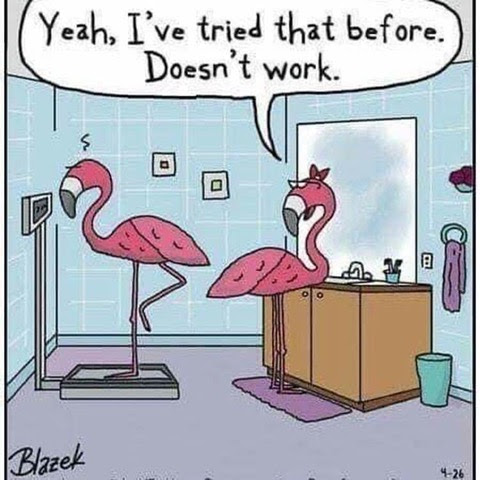 Yeah, I've tried that before.
Doesn't work.
Blazek
4-26